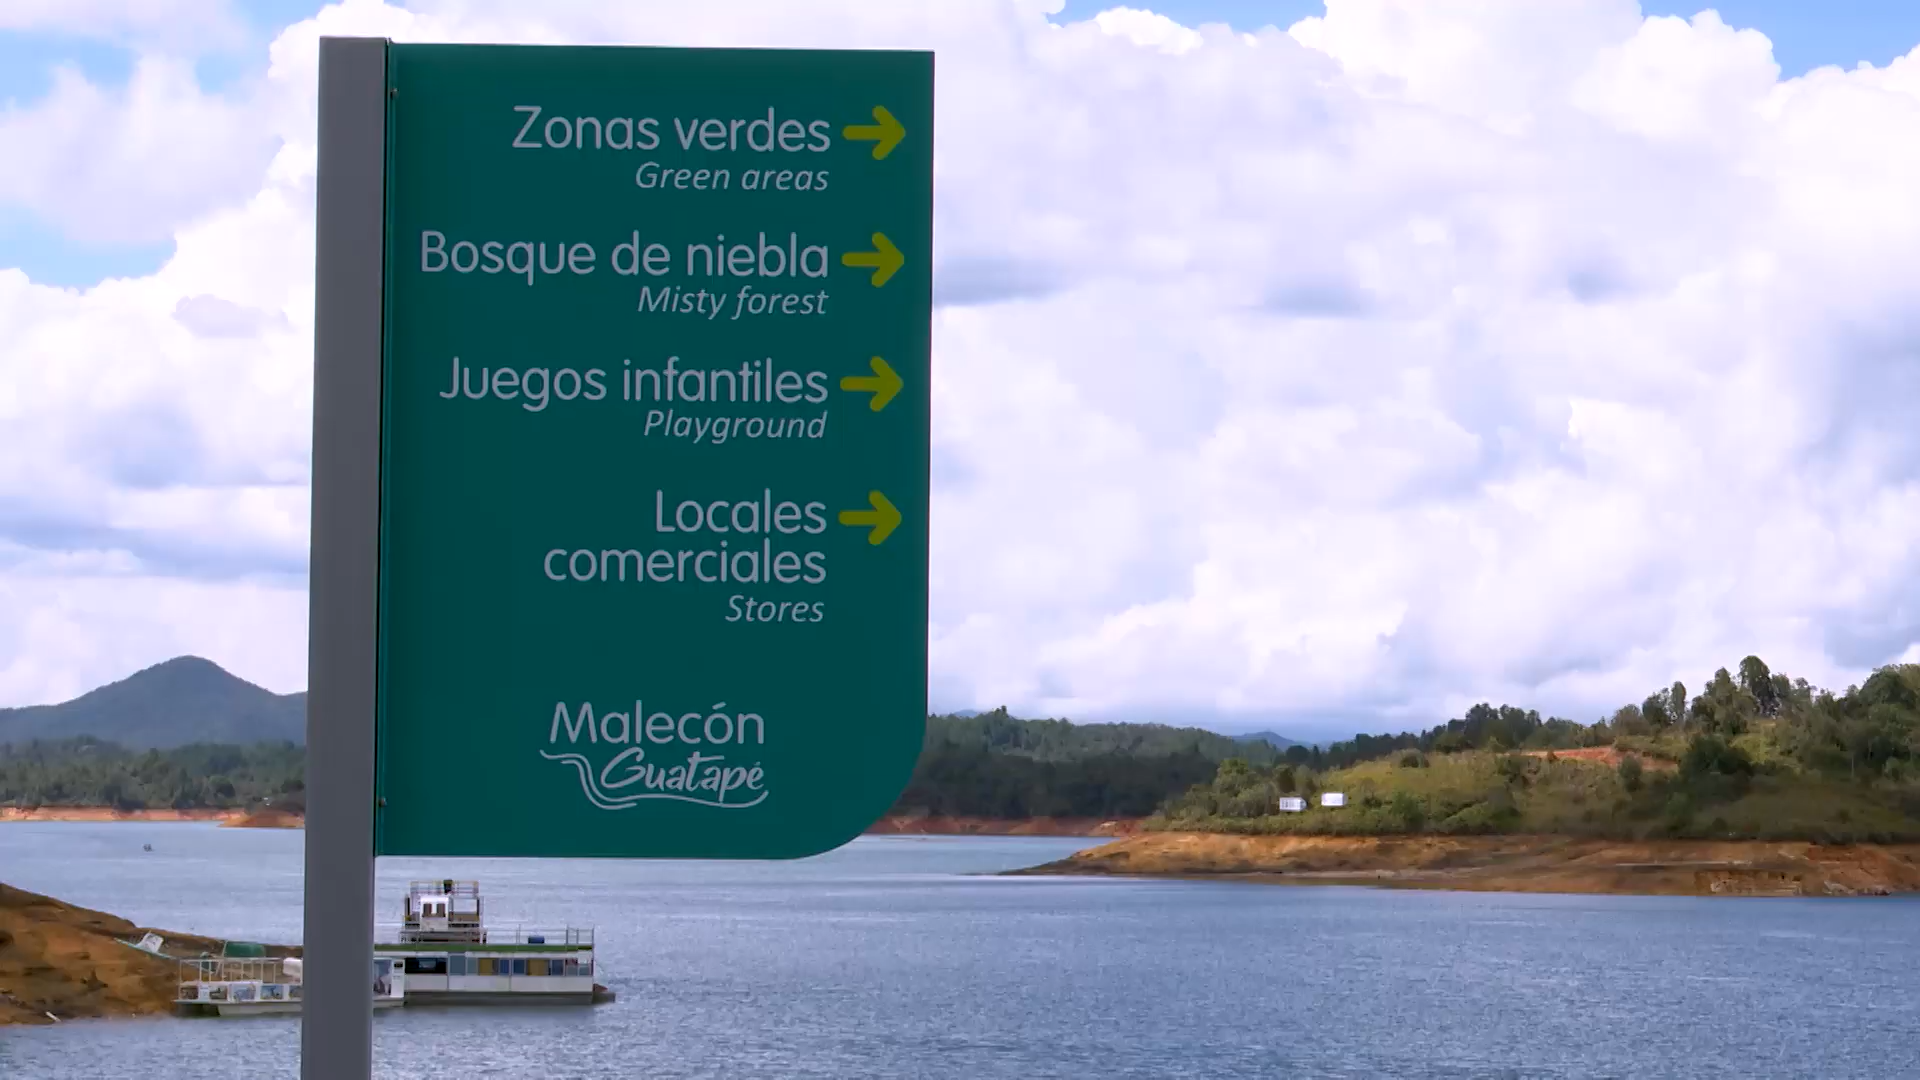 Zonas verdes
Green areas
Bosque de niebla
Misty forest
Juegos infantiles
Playground
Locales
comerciales
Stores
Malecón
Guatapé